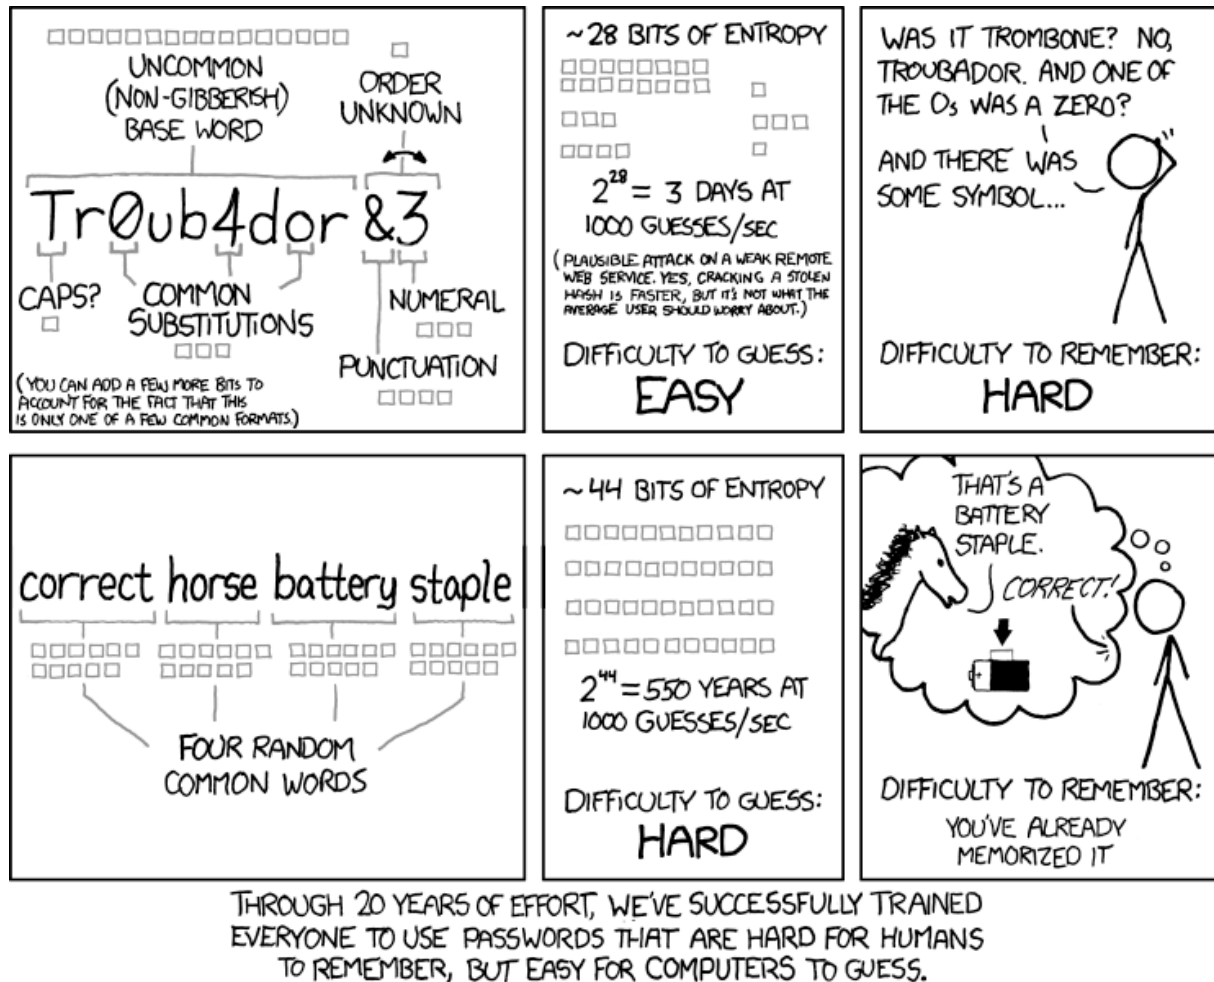 UNCOMMON
(NON-GIBBERISH)
BASE WORD
ORDER
UNKNOWN
Tr0ub4dor &3
CAPS?
COMMON
SUBSTITUTIONS
NUMERAL
PUNCTUATION
(YOU CAN ADD A FEW MORE BITS TO
ACCOUNT FOR THE FACT THAT THIS
IS ONLY ONE OF A FEW COMMON FORMATS.)
~28 BITS OF ENTROPY
2^28 = 3 DAYS AT
1000 GUESSES/SEC
(PLAUSIBLE ATTACK ON A WEAK REMOTE
WEB SERVICE. YES, CRACKING A STOLEN
HASH IS FASTER, BUT IT'S NOT WHAT THE
AVERAGE USER SHOULD WORRY ABOUT.)
DIFFICULTY TO GUESS:
EASY
WAS IT TROMBONE? NO,
TROUBADOR. AND ONE OF
THE Os WAS A ZERO?
AND THERE WAS
SOME SYMBOL...
DIFFICULTY TO REMEMBER:
HARD
correct horse battery staple
FOUR RANDOM
COMMON WORDS
~44 BITS OF ENTROPY
2^44 = 550 YEARS AT
1000 GUESSES/SEC
DIFFICULTY TO GUESS:
HARD
THAT'S A
BATTERY
STAPLE.
CORRECT!
DIFFICULTY TO REMEMBER:
YOU'VE ALREADY
MEMORIZED IT
THROUGH 20 YEARS OF EFFORT, WE'VE SUCCESSFULLY TRAINED
EVERYONE TO USE PASSWORDS THAT ARE HARD FOR HUMANS
TO REMEMBER, BUT EASY FOR COMPUTERS TO GUESS.